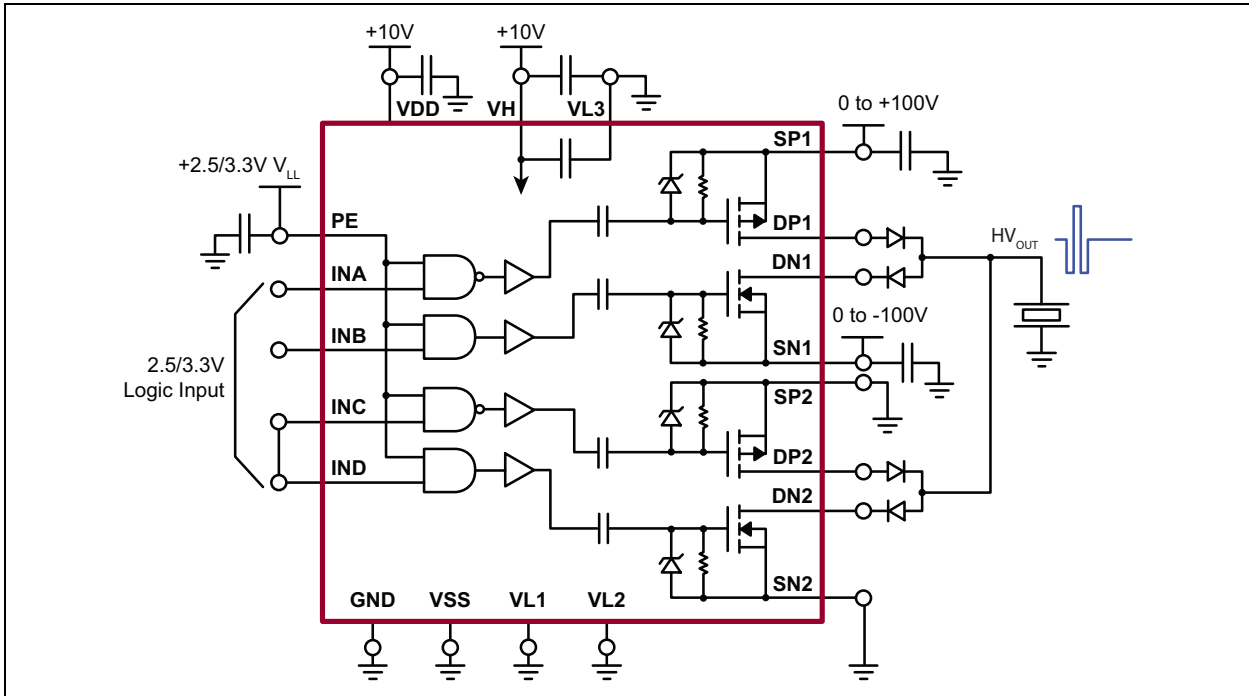 +10V
+10V
VDD
VH
VL3
0 to +100V
SP1
+2.5/3.3V V_LL
PE
DP1
HV_OUT
DN1
INA
0 to -100V
INB
SN1
2.5/3.3V
Logic Input
SP2
INC
DP2
IND
DN2
SN2
GND
VSS
VL1
VL2